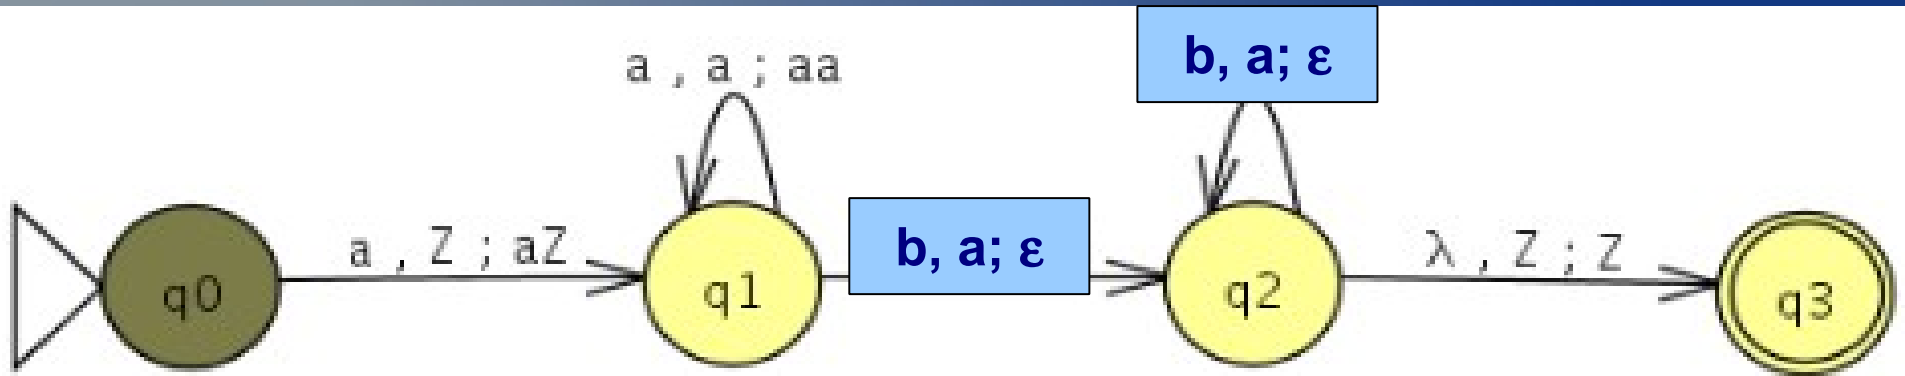 a , a ; aa
b, a; ε
a , Z ; aZ
b, a; ε
λ , Z ; Z
q0
q1
q2
q3